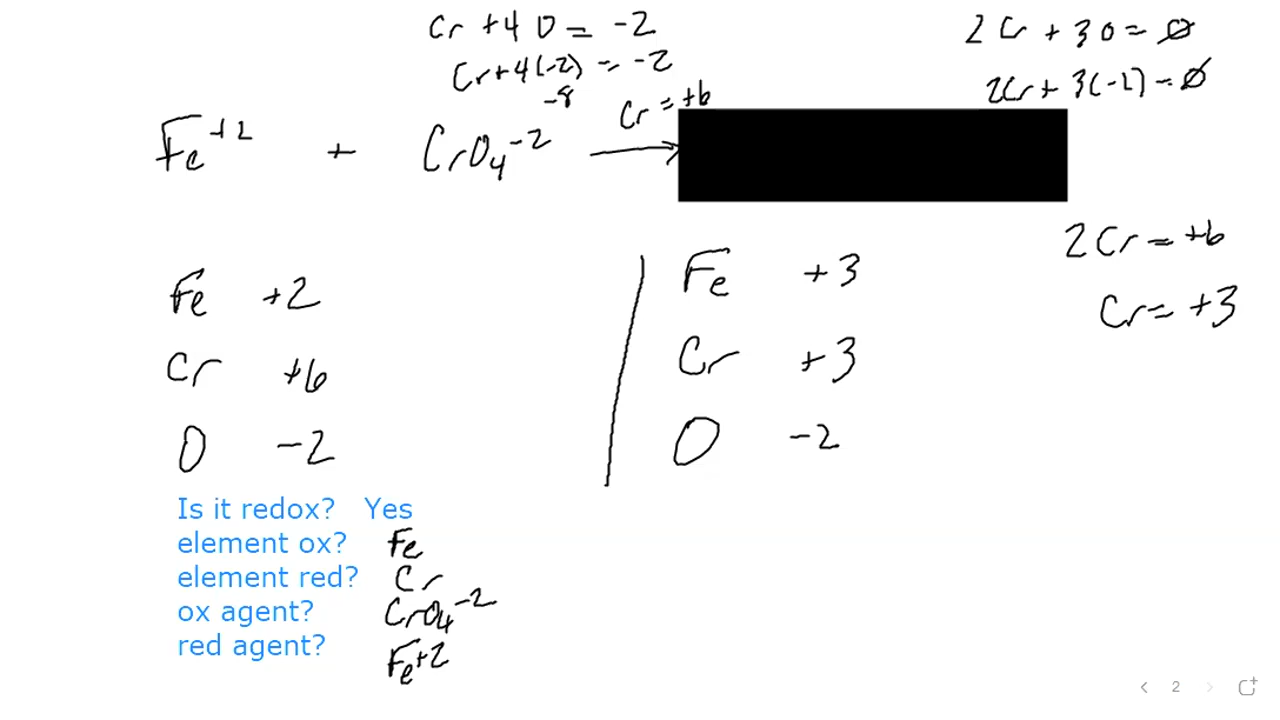 Cr + 4 O = -2
2 Cr + 3 O = ∅
Cr + 4(-2) = -2
2Cr + 3(-2) = ∅
-8
Cr = +6
Fe⁺² + CrO₄⁻² →
2 Cr = +6
Fe +2
Fe +3
Cr = +3
Cr +6
Cr +3
O -2
O -2
Is it redox? Yes
element ox? Fe
element red? Cr
ox agent? CrO₄⁻²
red agent? Fe⁺²
2